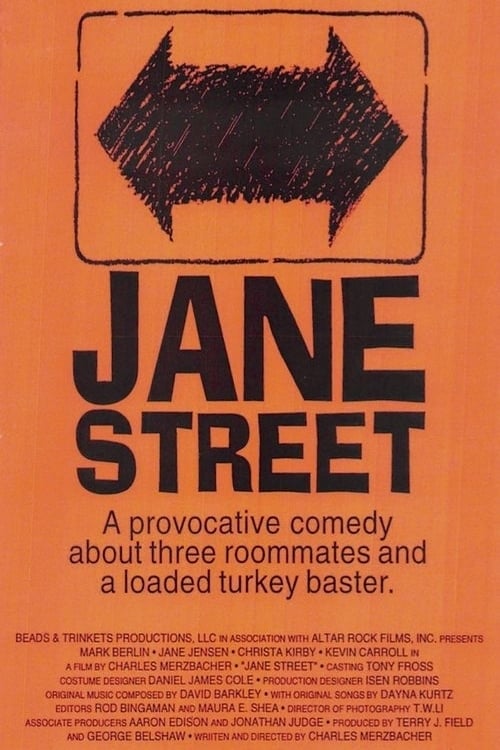 JANE
STREET
A provocative comedy
about three roommates and
a loaded turkey baster.
BEADS & TRINKETS PRODUCTIONS, LLC IN ASSOCIATION WITH ALTAR ROCK FILMS, INC. PRESENTS
MARK BERLIN • JANE JENSEN • CHRISTA KIRBY • KEVIN CARROLL IN
A FILM BY CHARLES MERZBACHER • "JANE STREET" • CASTING TONY FROSS
COSTUME DESIGNER DANIEL JAMES COLE • PRODUCTION DESIGNER ISEN ROBBINS
ORIGINAL MUSIC COMPOSED BY DAVID BARKLEY • WITH ORIGINAL SONGS BY DAYNA KURTZ
EDITORS ROD BINGAMAN AND MAURA E. SHEA • DIRECTOR OF PHOTOGRAPHY T.W.LI
ASSOCIATE PRODUCERS AARON EDISON AND JONATHAN JUDGE • PRODUCED BY TERRY J. FIELD
AND GEORGE BELSHAW • WRIITEN AND DIRECTED BY CHARLES MERZBACHER